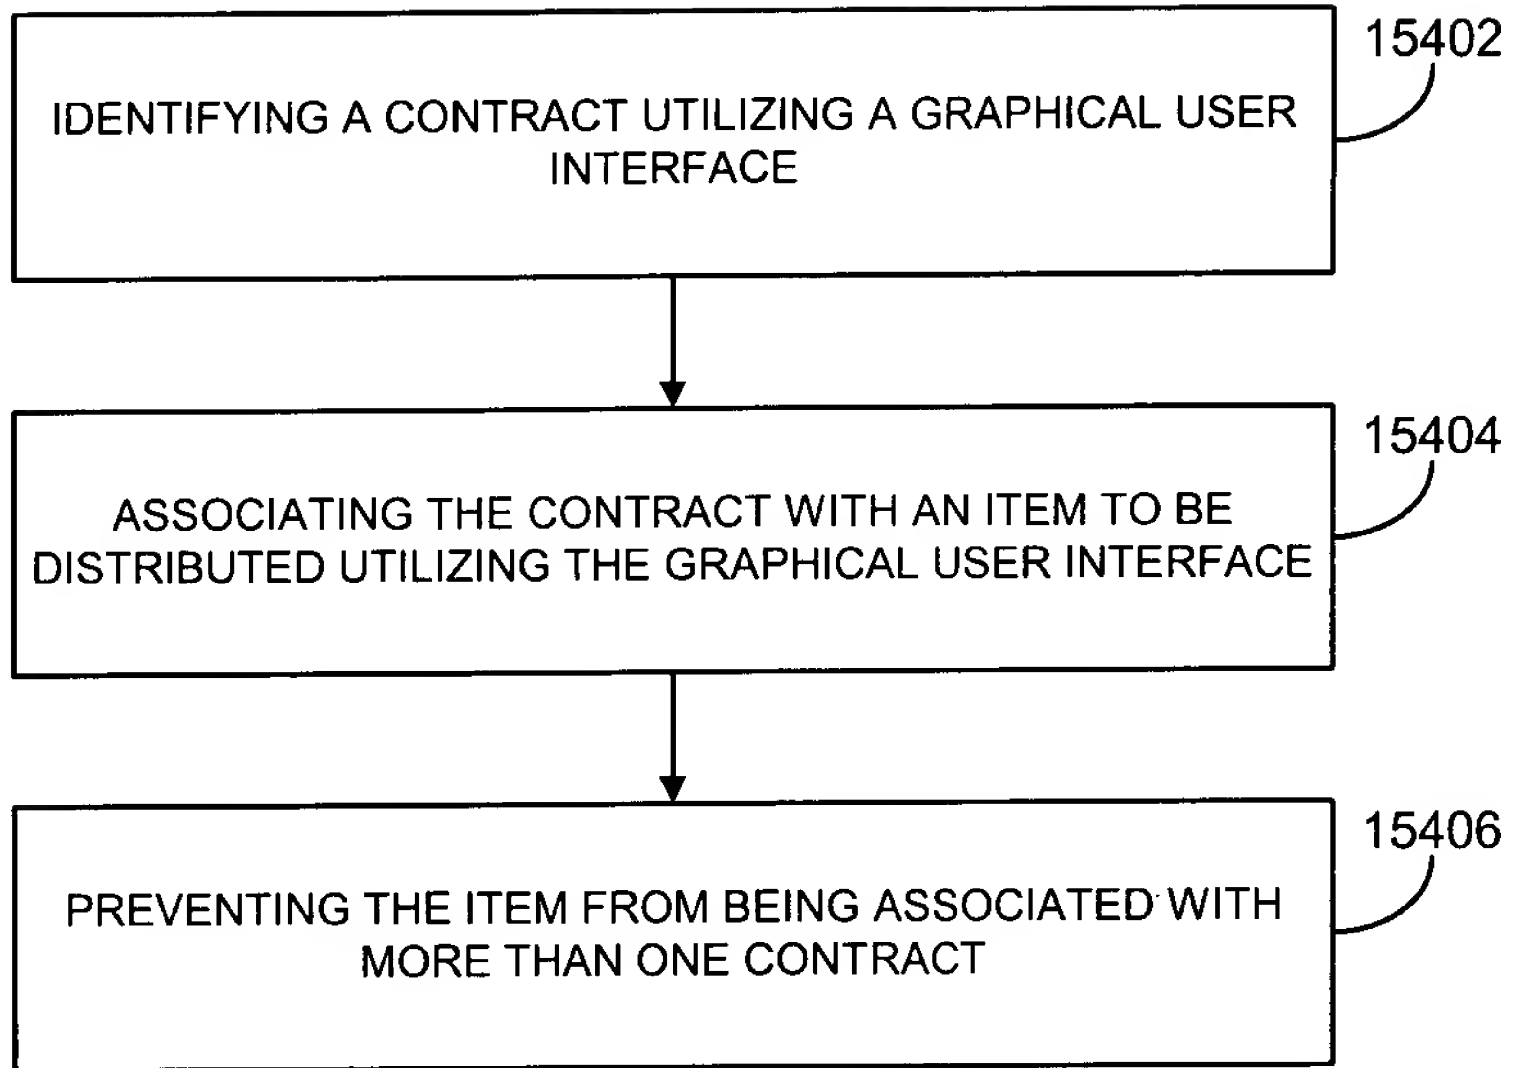 15402
IDENTIFYING A CONTRACT UTILIZING A GRAPHICAL USER
INTERFACE
15404
ASSOCIATING THE CONTRACT WITH AN ITEM TO BE
DISTRIBUTED UTILIZING THE GRAPHICAL USER INTERFACE
15406
PREVENTING THE ITEM FROM BEING ASSOCIATED WITH
MORE THAN ONE CONTRACT